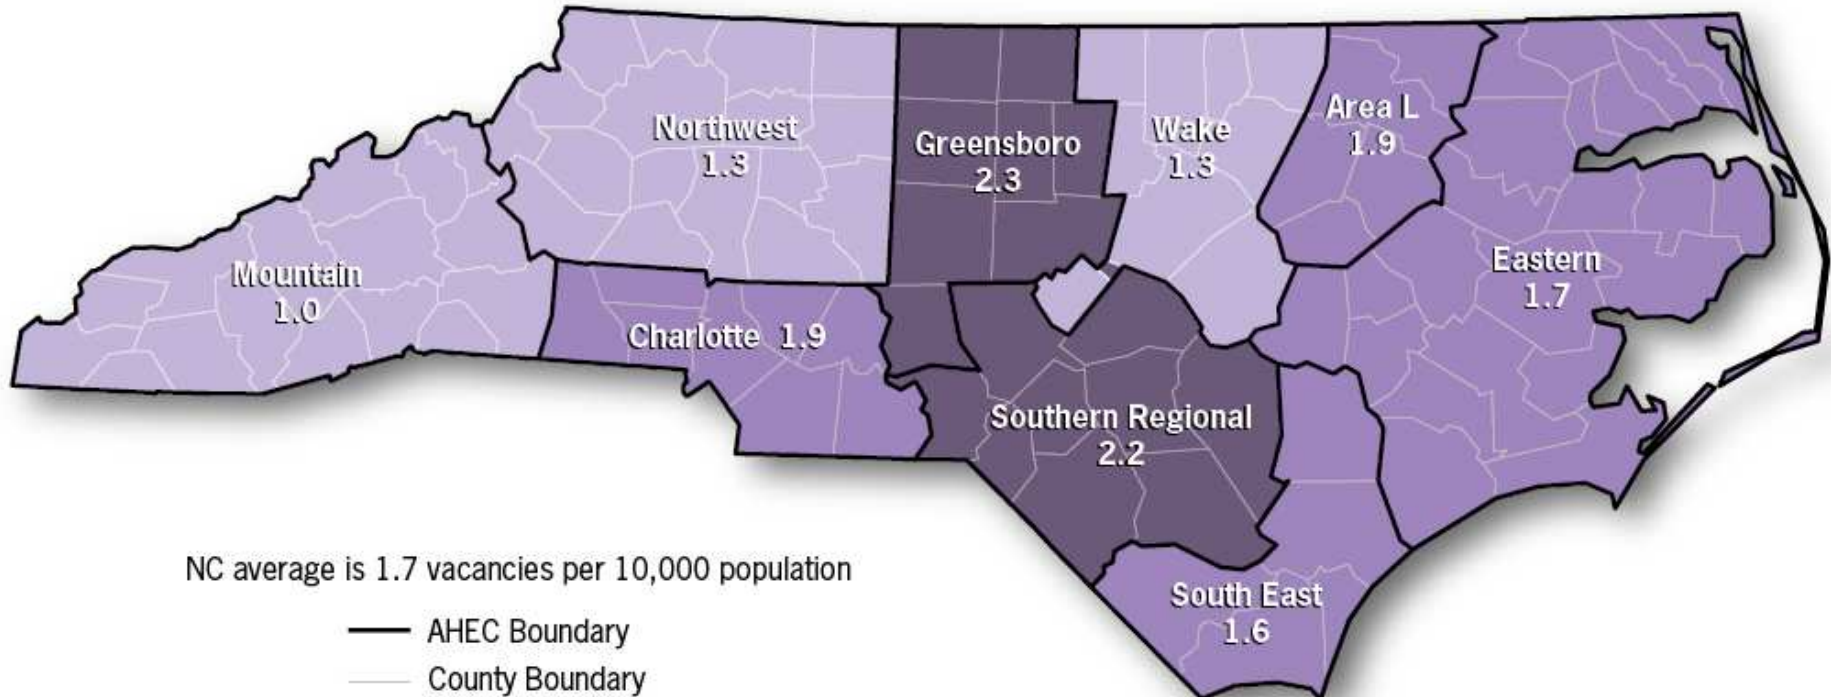 Northwest
1.3
Greensboro
2.3
Wake
1.3
Area L
1.9
Mountain
1.0
Charlotte 1.9
Eastern
1.7
Southern Regional
2.2
South East
1.6
NC average is 1.7 vacancies per 10,000 population
AHEC Boundary
County Boundary